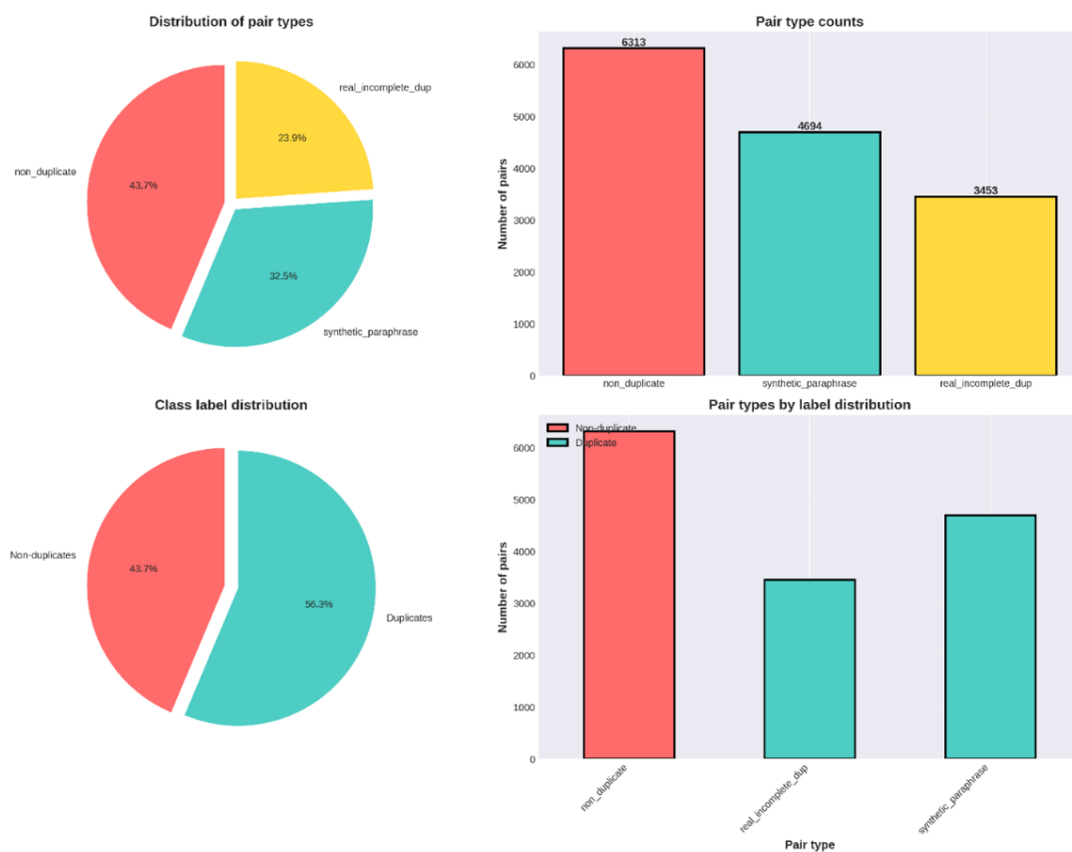 Distribution of pair types
real_incomplete_dup
23.9%
non_duplicate
43.7%
32.5%
synthetic_paraphrase
Pair type counts
6313
6000
5000
4694
4000
3453
3000
2000
1000
0
Number of pairs
non_duplicate
synthetic_paraphrase
real_incomplete_dup
Class label distribution
Non-duplicates
43.7%
56.3%
Duplicates
Pair types by label distribution
Non-duplicate
Duplicate
6000
5000
4000
3000
2000
1000
0
Number of pairs
non_duplicate
real_incomplete_dup
synthetic_paraphrase
Pair type